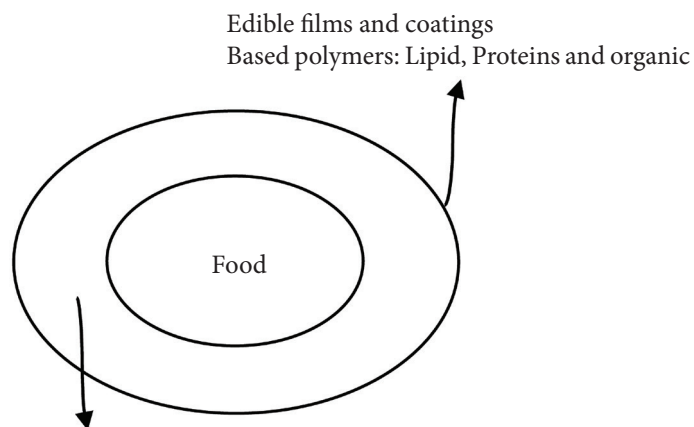 Edible films and coatings
Based polymers: Lipid, Proteins and organic
Food